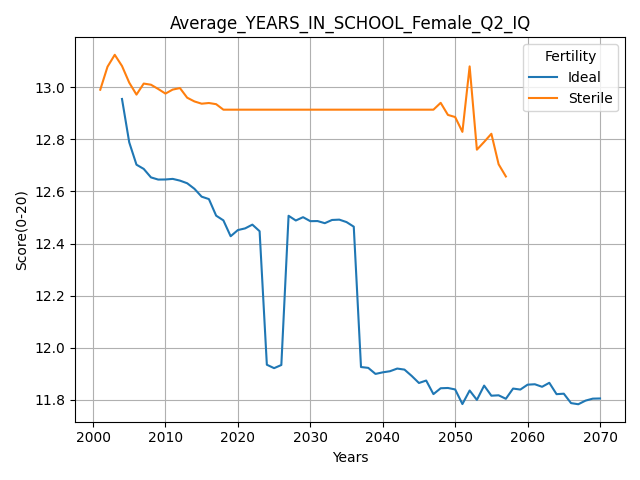 Average_YEARS_IN_SCHOOL_Female_Q2_IQ
Fertility
Ideal
Sterile
Score(0-20)
13.0
12.8
12.6
12.4
12.2
12.0
11.8
2000 2010 2020 2030 2040 2050 2060 2070
Years